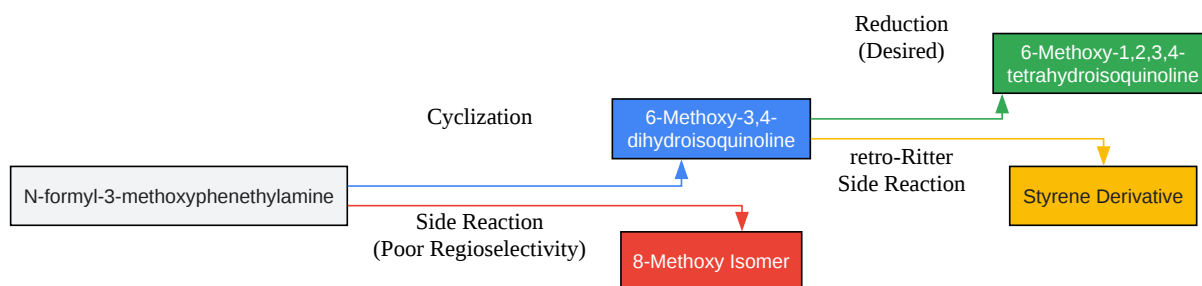 Reduction
(Desired)
6-Methoxy-1,2,3,4-
tetrahydroisoquinoline
Cyclization
6-Methoxy-3,4-
dihydroisoquinoline
retro-Ritter
Side Reaction
N-formyl-3-methoxyphenethylamine
Styrene Derivative
Side Reaction
(Poor Regioselectivity)
8-Methoxy Isomer